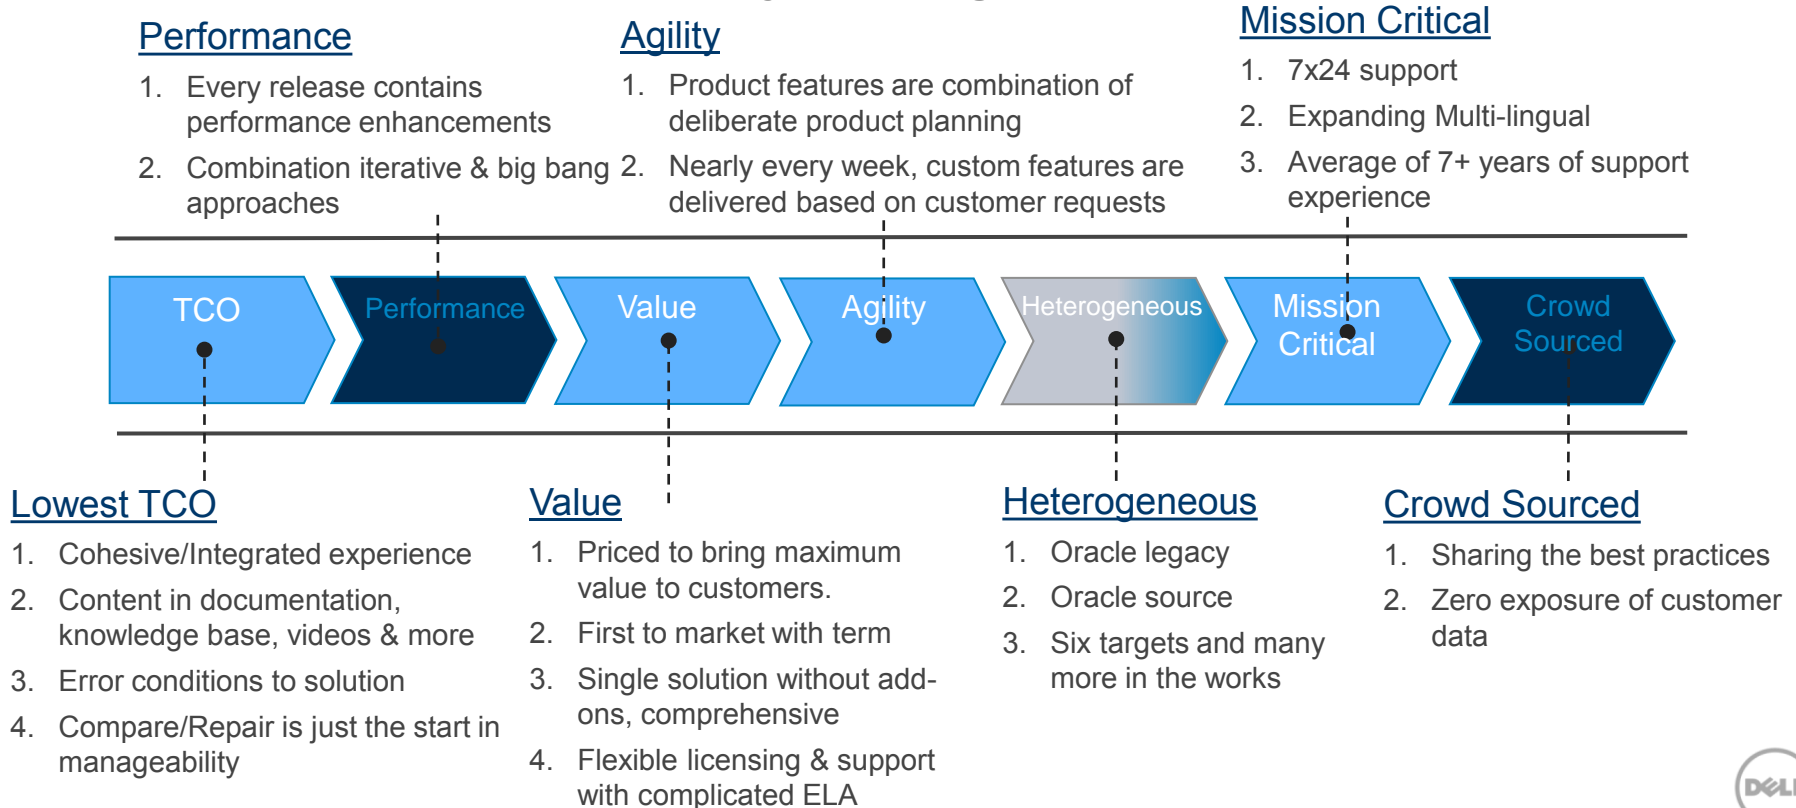 Performance
1. Every release contains
performance enhancements
2. Combination iterative & big bang
approaches
Agility
1. Product features are combination of
deliberate product planning
2. Nearly every week, custom features are
delivered based on customer requests
Mission Critical
1. 7x24 support
2. Expanding Multi-lingual
3. Average of 7+ years of support
experience
TCO
Performance
Value
Agility
Heterogeneous
Mission
Critical
Crowd
Sourced
Lowest TCO
1. Cohesive/Integrated experience
2. Content in documentation,
knowledge base, videos & more
3. Error conditions to solution
4. Compare/Repair is just the start in
manageability
Value
1. Priced to bring maximum
value to customers.
2. First to market with term
3. Single solution without add-
ons, comprehensive
4. Flexible licensing & support
with complicated ELA
Heterogeneous
1. Oracle legacy
2. Oracle source
3. Six targets and many
more in the works
Crowd Sourced
1. Sharing the best practices
2. Zero exposure of customer
data
DELL